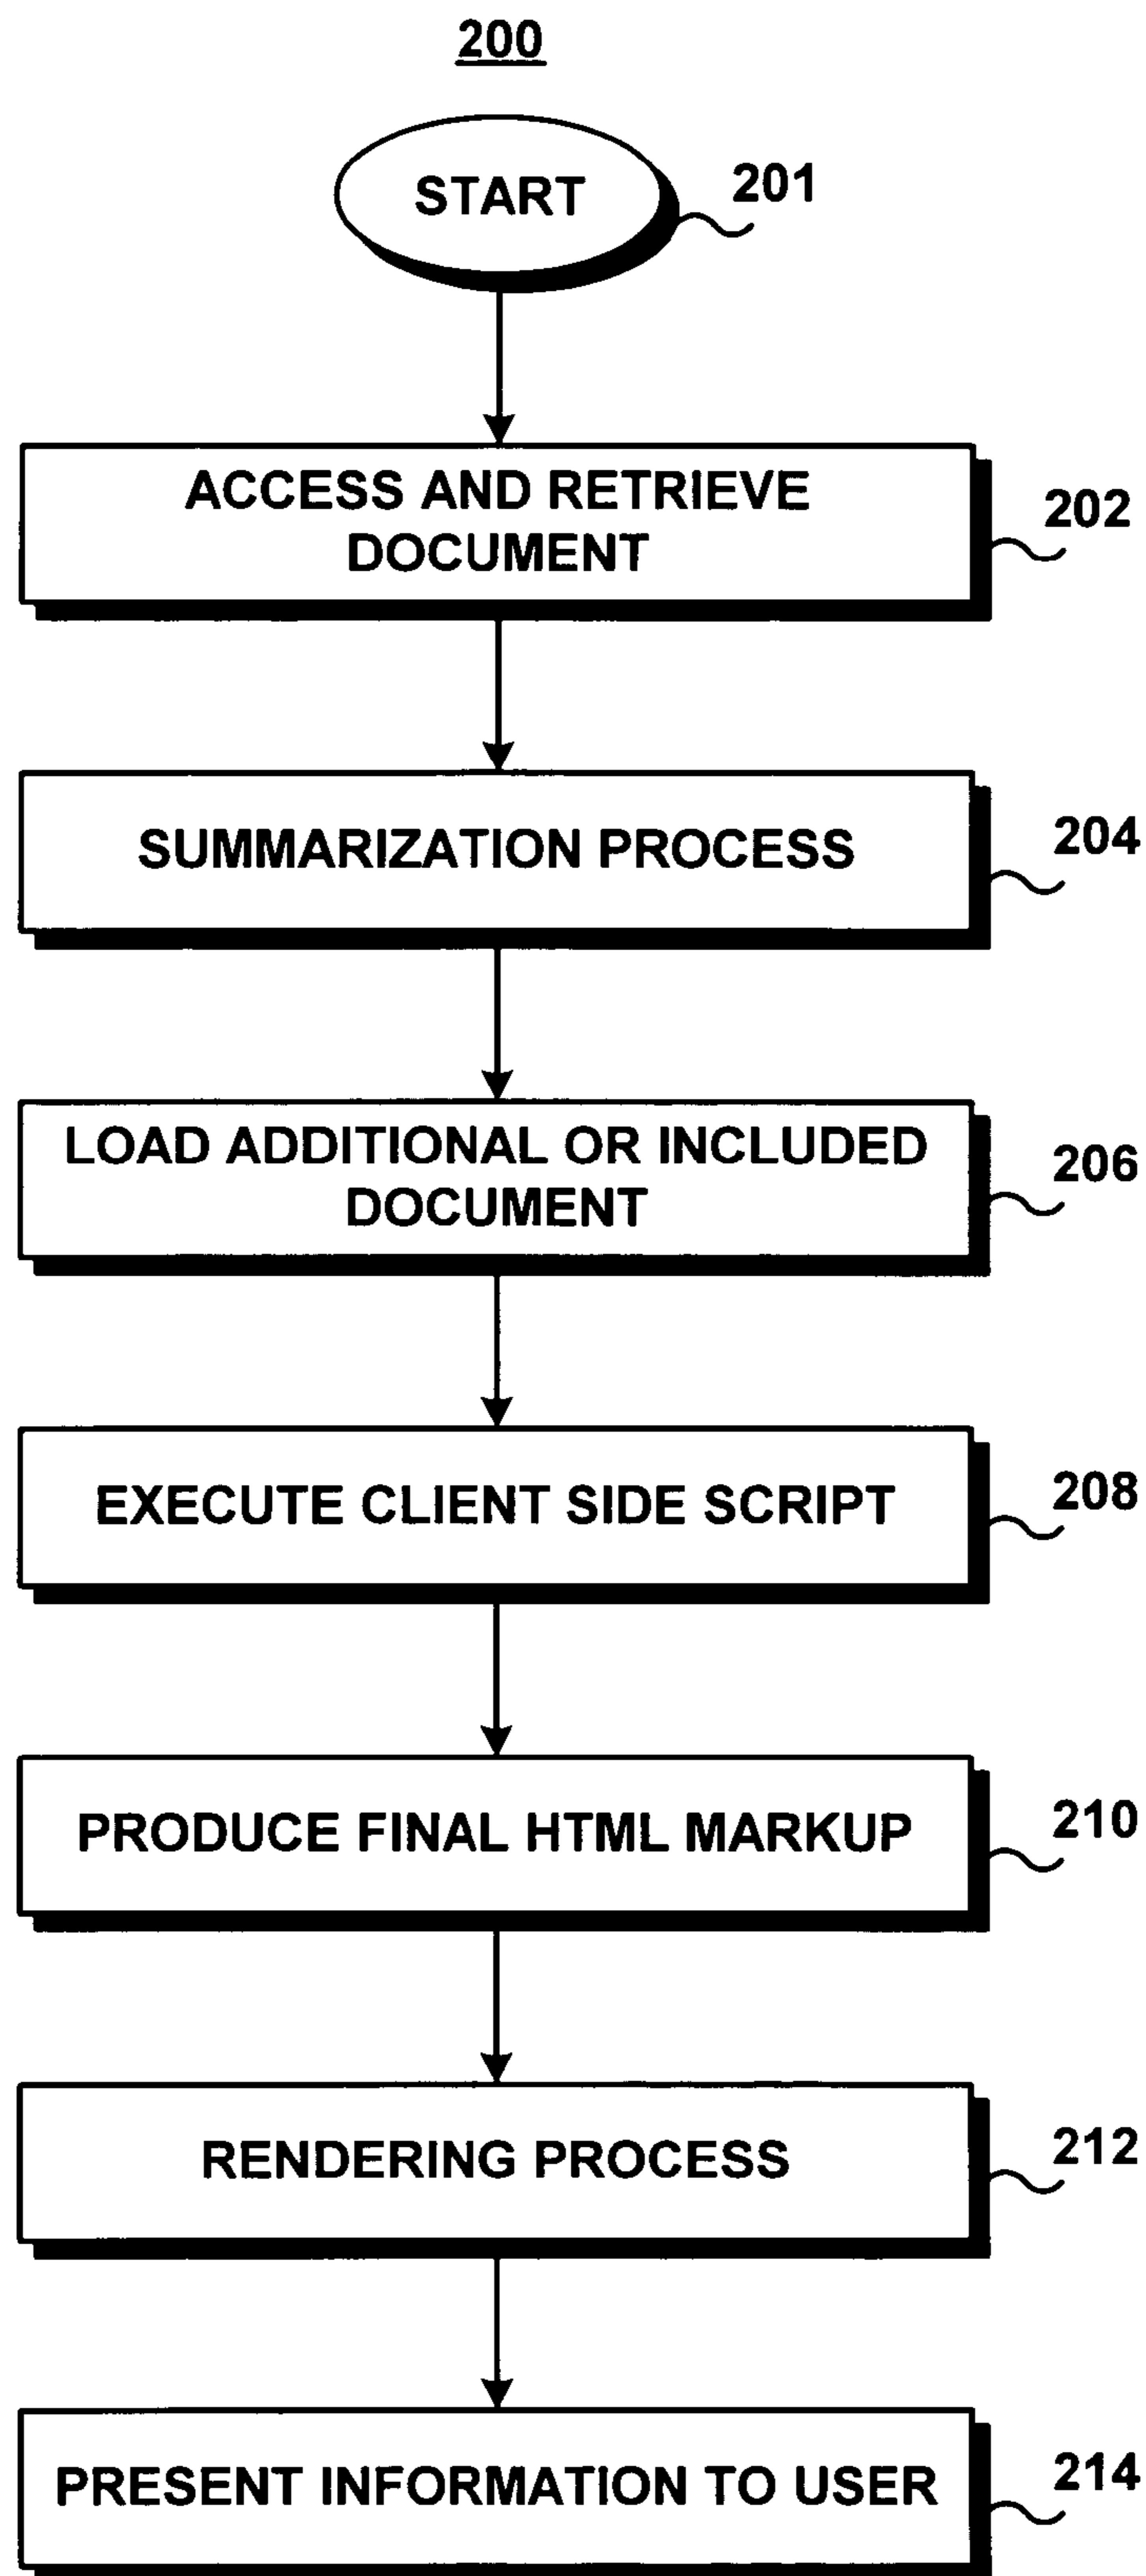 200
START
201
ACCESS AND RETRIEVE
DOCUMENT
202
SUMMARIZATION PROCESS
204
LOAD ADDITIONAL OR INCLUDED
DOCUMENT
206
EXECUTE CLIENT SIDE SCRIPT
208
PRODUCE FINAL HTML MARKUP
210
RENDERING PROCESS
212
PRESENT INFORMATION TO USER
214